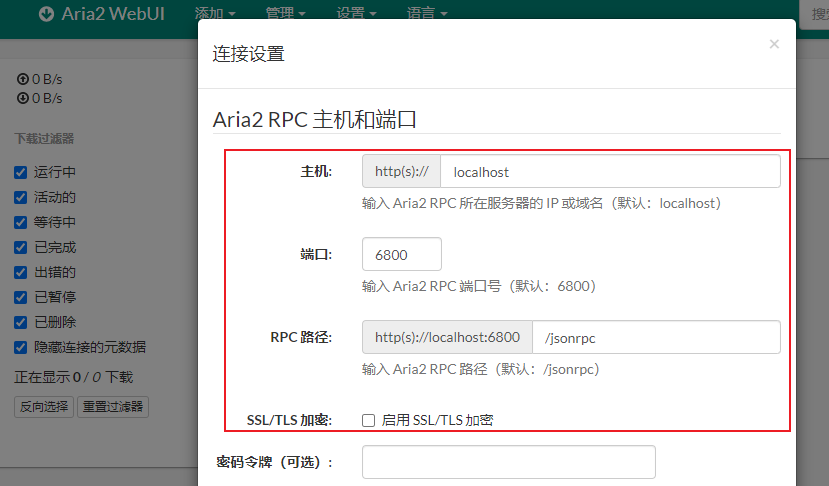 Aria2 WebUI 添加 管理 设置 语言 搜
连接设置 ×
0 B/s
0 B/s
下载过滤器
运行中
活动的
等待中
已完成
出错的
已暂停
已删除
隐藏连接的元数据
正在显示 0 / 0 下载
反向选择 重置过滤器
Aria2 RPC 主机和端口
主机: http(s):// localhost
输入 Aria2 RPC 所在服务器的 IP 或域名（默认：localhost）
端口: 6800
输入 Aria2 RPC 端口号（默认：6800）
RPC 路径: http(s)://localhost:6800 /jsonrpc
输入 Aria2 RPC 路径（默认：/jsonrpc）
SSL/TLS 加密: 启用 SSL/TLS 加密
密码令牌（可选）: